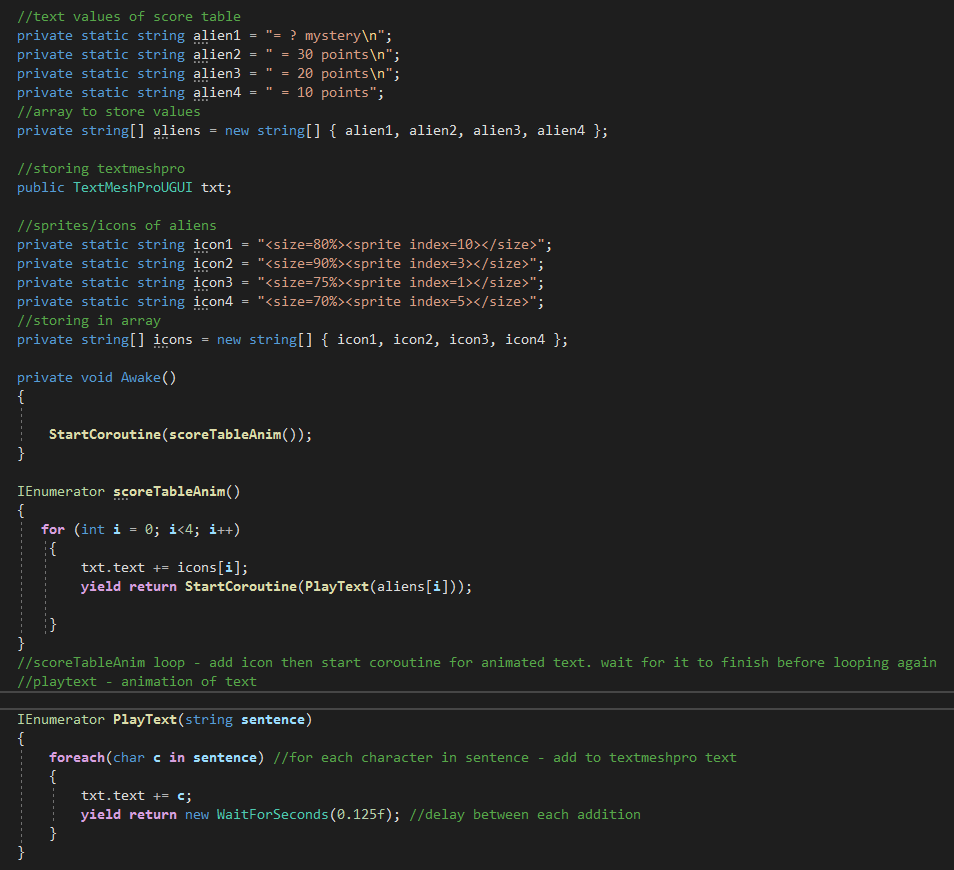 //text values of score table
private static string alien1 = "= ? mystery\n";
private static string alien2 = " = 30 points\n";
private static string alien3 = " = 20 points\n";
private static string alien4 = " = 10 points";
//array to store values
private string[] aliens = new string[] { alien1, alien2, alien3, alien4 };
//storing textmeshpro
public TextMeshProUGUI txt;
//sprites/icons of aliens
private static string icon1 = "<size=80%><sprite index=10></size>";
private static string icon2 = "<size=90%><sprite index=3></size>";
private static string icon3 = "<size=75%><sprite index=1></size>";
private static string icon4 = "<size=70%><sprite index=5></size>";
//storing in array
private string[] icons = new string[] { icon1, icon2, icon3, icon4 };
private void Awake()
{
StartCoroutine(scoreTableAnim());
}
IEnumerator scoreTableAnim()
{
for (int i = 0; i<4; i++)
{
txt.text += icons[i];
yield return StartCoroutine(PlayText(aliens[i]));
}
}
//scoreTableAnim loop - add icon then start coroutine for animated text. wait for it to finish before looping again
//playtext - animation of text
IEnumerator PlayText(string sentence)
{
foreach(char c in sentence) //for each character in sentence - add to textmeshpro text
{
txt.text += c;
yield return new WaitForSeconds(0.125f); //delay between each addition
}
}